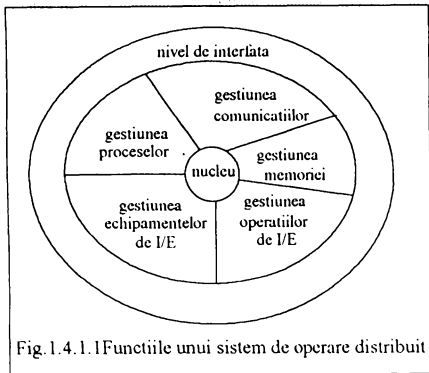 nivel de interfata
gestiunea
comunicatiilor
gestiunea
proceselor
nucleu
gestiunea
memoriei
gestiunea
echipamentelor
de I/E
gestiunea
operatiilor
de I/E
Fig.1.4.1.1Functiile unui sistem de operare distribuit